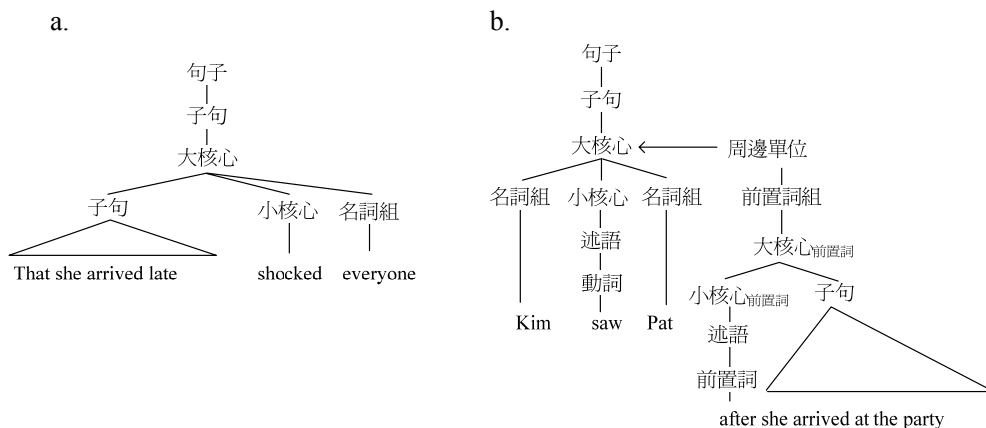 a.
句子
子句
大核心
子句 小核心 名詞組
That she arrived late shocked everyone
b.
句子
子句
大核心 周邊單位
名詞組 小核心 名詞組 前置詞組
述語 大核心前置詞
動詞 小核心前置詞 子句
Kim saw Pat 述語
前置詞
after she arrived at the party